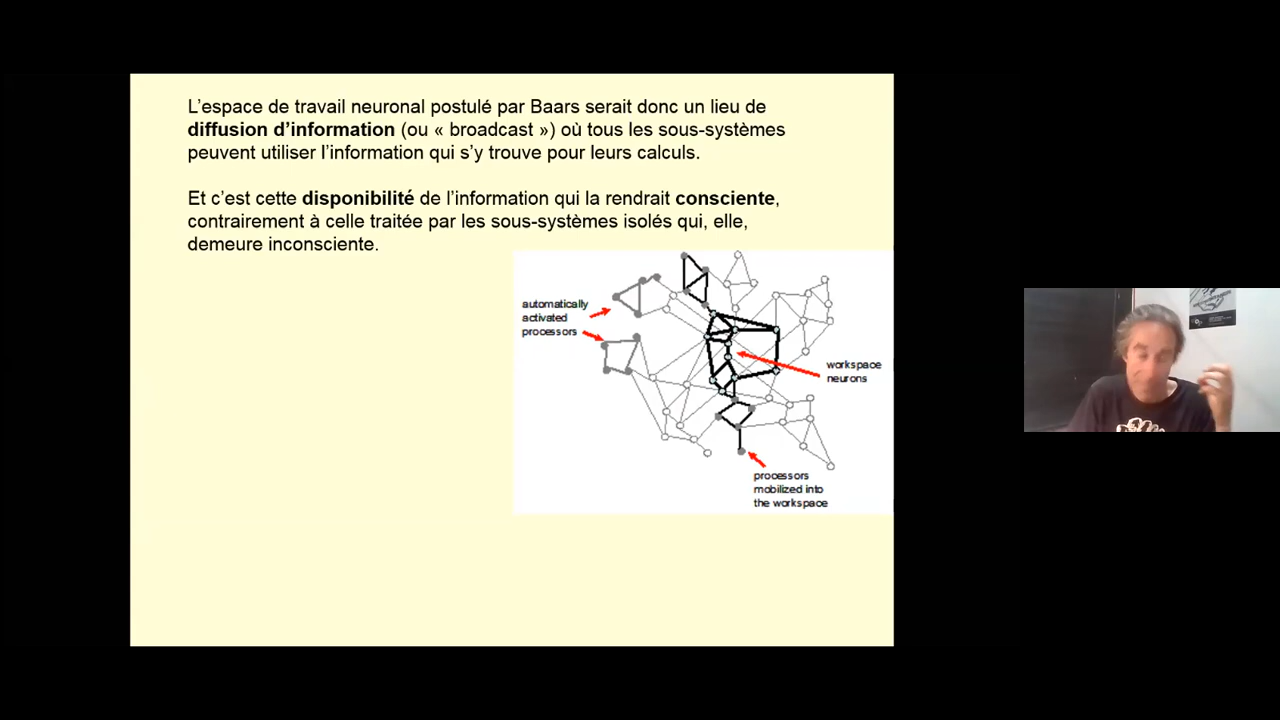 L'espace de travail neuronal postulé par Baars serait donc un lieu de
diffusion d'information (ou « broadcast ») où tous les sous-systèmes
peuvent utiliser l'information qui s'y trouve pour leurs calculs.
Et c'est cette disponibilité de l'information qui la rendrait consciente,
contrairement à celle traitée par les sous-systèmes isolés qui, elle,
demeure inconsciente.
automatically
activated
processors
workspace
neurons
processors
mobilized into
the workspace